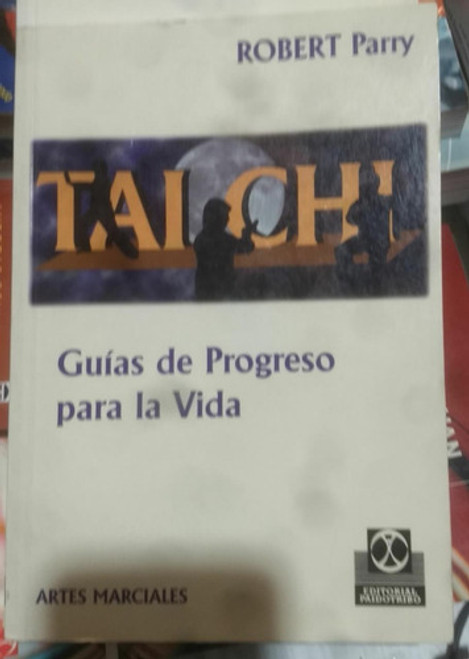 ROBERT Parry
TAI CHI
Guías de Progreso
para la Vida
ARTES MARCIALES
EDITORIAL
PAIDOTRIBO